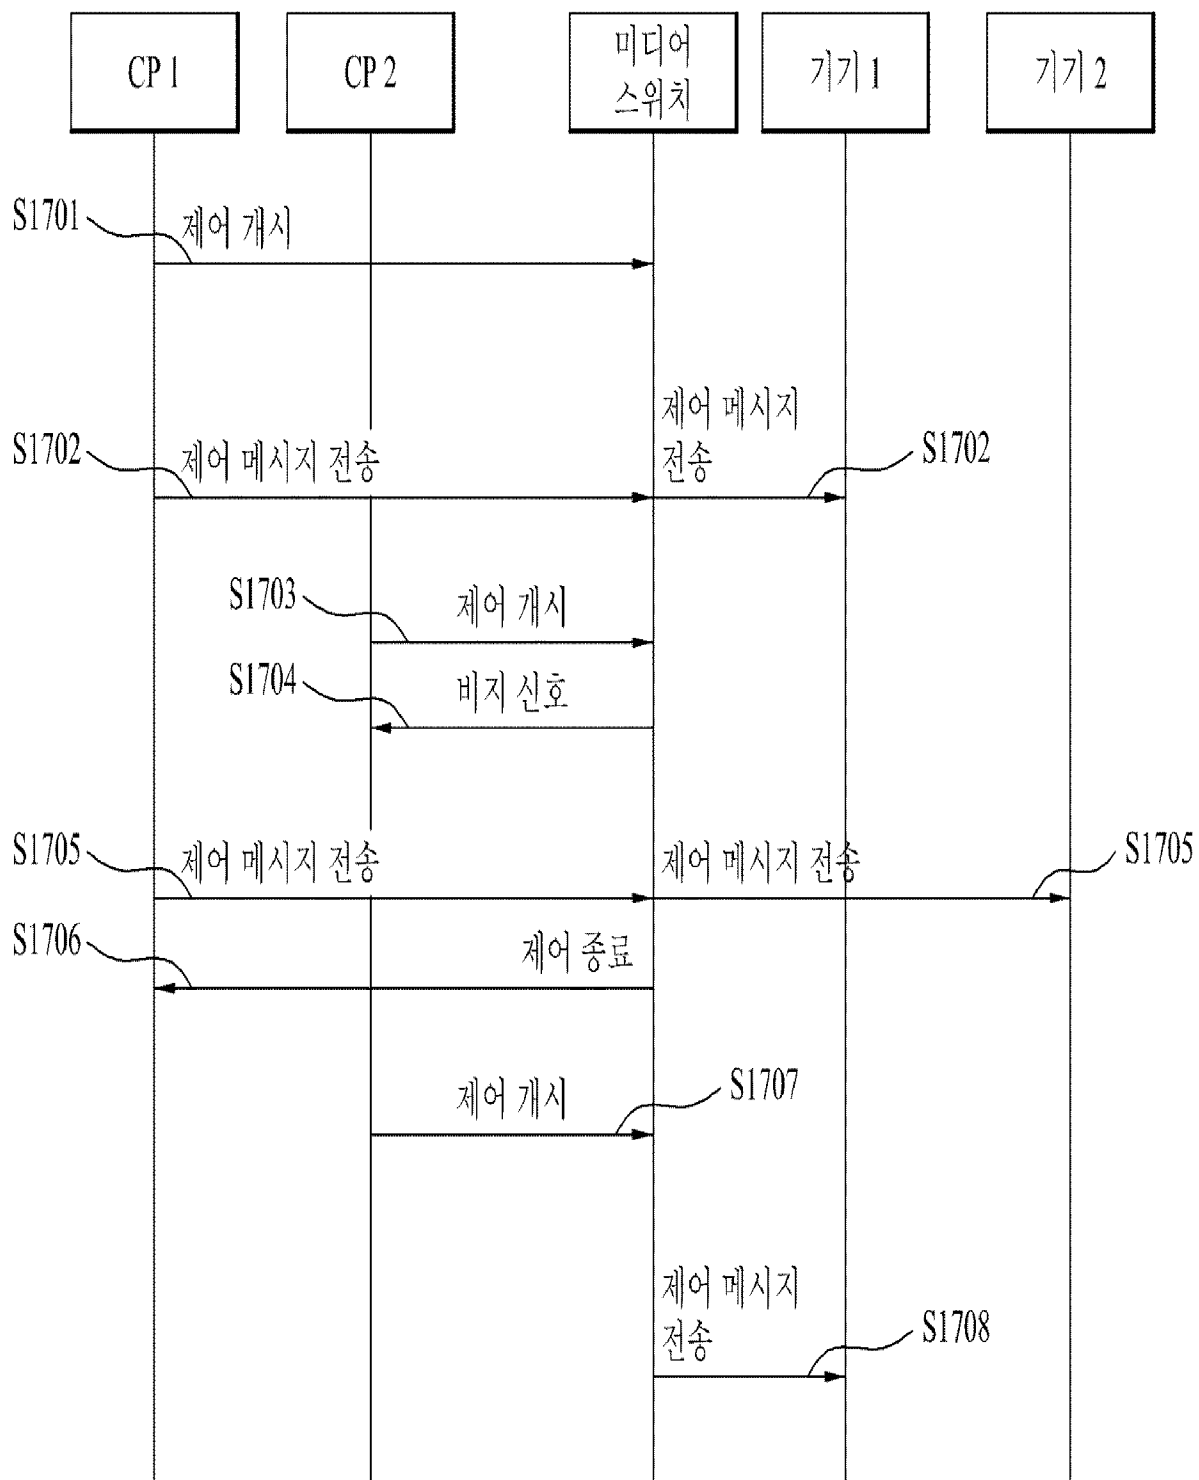 CP 1
CP 2
미디어
스위치
기기 1
기기 2
S1701
제어 개시
제어 메시지
전송
S1702
제어 메시지 전송
S1702
S1703
제어 개시
S1704
비지 신호
S1705
제어 메시지 전송
제어 메시지 전송
S1705
S1706
제어 종료
제어 개시
S1707
제어 메시지
전송
S1708